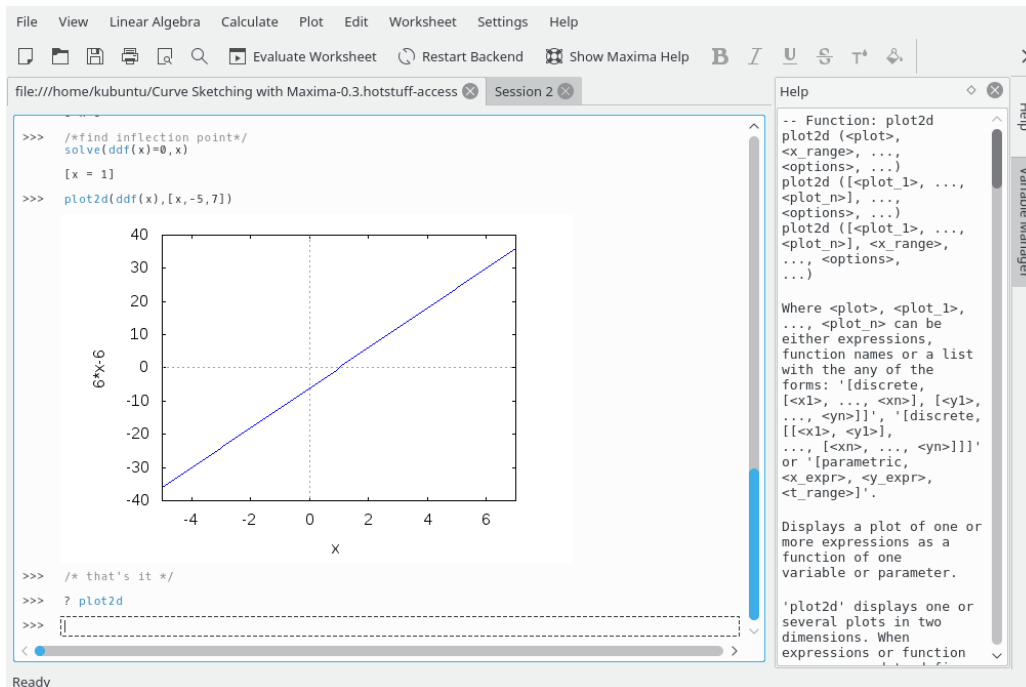 File View Linear Algebra Calculate Plot Edit Worksheet Settings Help
Evaluate Worksheet Restart Backend Show Maxima Help B I U S T
file:///home/kubuntu/Curve Sketching with Maxima-0.3.hotstuff-access Session 2
>>> /*find inflection point*/
solve(ddf(x)=0,x)
[x = 1]
>>> plot2d(ddf(x),[x,-5,7])
40
30
20
10
0
-10
-20
-30
-40
6*x-6
-4 -2 0 2 4 6
x
>>> /* that's it */
>>> ? plot2d
>>>
Ready
Help
-- Function: plot2d
plot2d (<plot>,
<x_range>, ...,
<options>, ...)
plot2d ([<plot_1>, ...,
<plot_n>], ...,
<options>, ...)
plot2d ([<plot_1>, ...,
<plot_n>], <x_range>,
..., <options>,
...)
Where <plot>, <plot_1>,
..., <plot_n> can be
either expressions,
function names or a list
with the any of the
forms: '[discrete,
[<x1>, ..., <xn>], [<y1>,
..., <yn>]]', '[discrete,
[[<x1>, <y1>],
..., [<xn>, ..., <yn>]]]'
or '[parametric,
<x_expr>, <y_expr>,
<t_range>]'.
Displays a plot of one or
more expressions as a
function of one
variable or parameter.
'plot2d' displays one or
several plots in two
dimensions. When
expressions or function
Help
Variable Manager